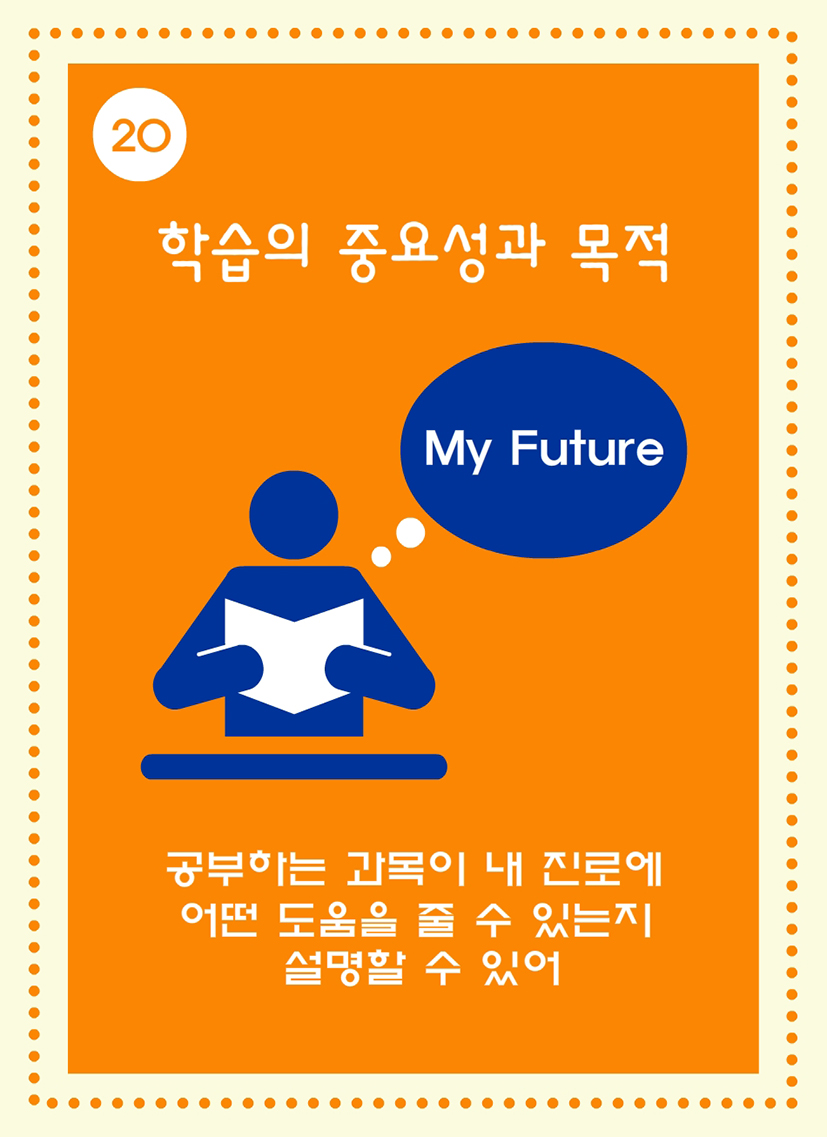 20
학습의 중요성과 목적
My Future
공부하는 과목이 내 진로에
어떤 도움을 줄 수 있는지
설명할 수 있어